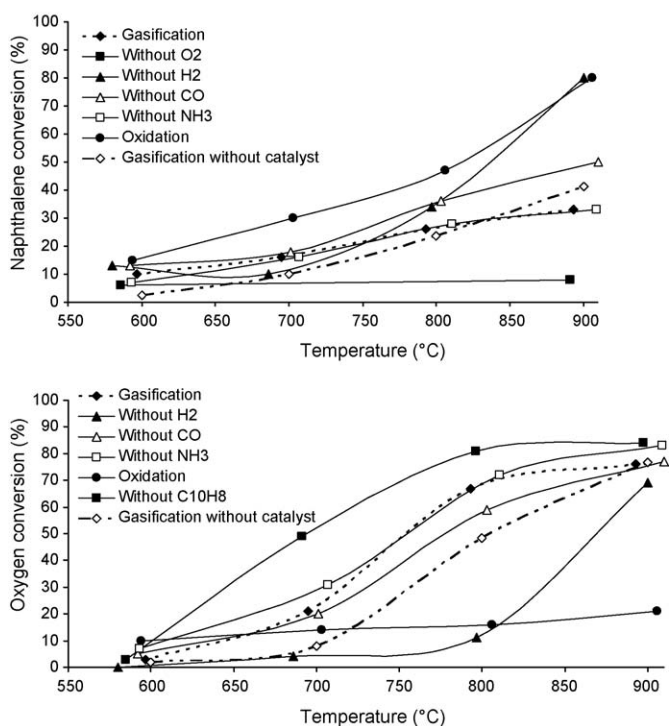 Naphthalene conversion (%)
100
90
80
70
60
50
40
30
20
10
0
Gasification
Without O2
Without H2
Without CO
Without NH3
Oxidation
Gasification without catalyst
550 600 650 700 750 800 850 900
Temperature (°C)
Oxygen conversion (%)
100
90
80
70
60
50
40
30
20
10
0
Gasification
Without H2
Without CO
Without NH3
Oxidation
Without C10H8
Gasification without catalyst
550 600 650 700 750 800 850 900
Temperature (°C)